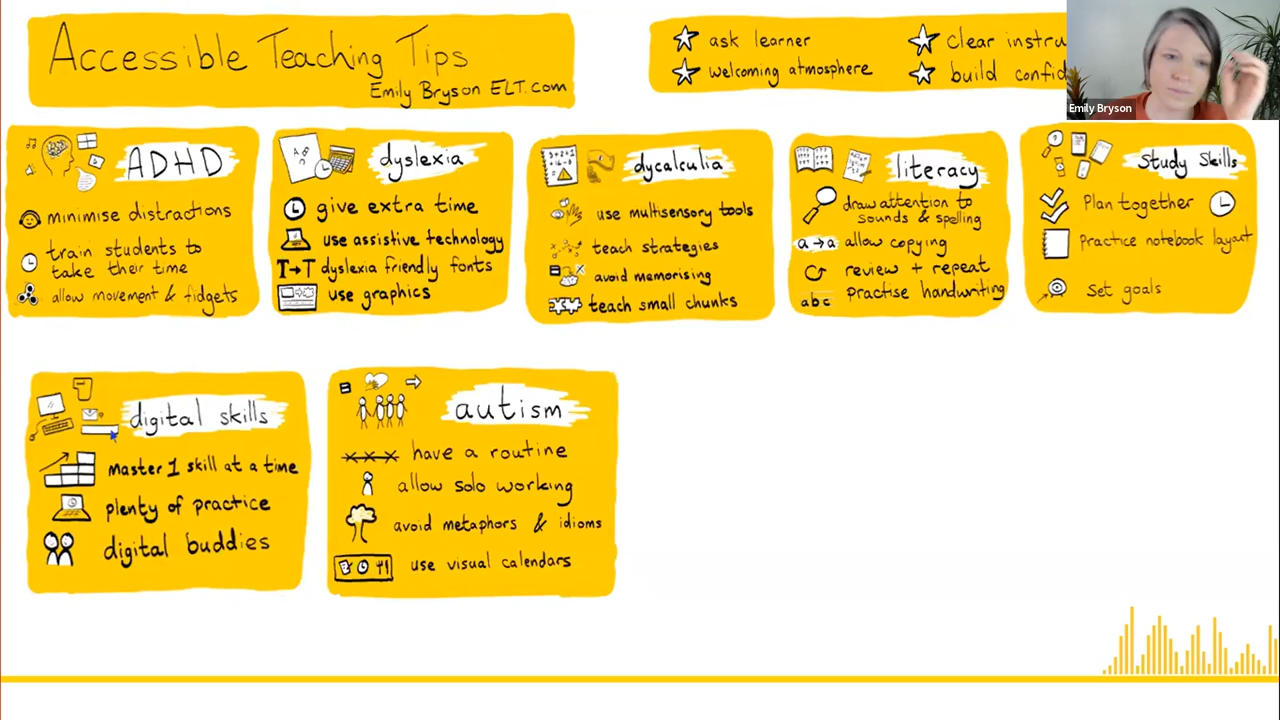 Accessible Teaching Tips
Emily Bryson ELT.com
ask learner
welcoming atmosphere
clear instru
build confid
Emily Bryson
ADHD
minimise distractions
train students to
take their time
allow movement & fidgets
dyslexia
give extra time
use assistive technology
T→T dyslexia friendly fonts
use graphics
dycalculia
use multisensory tools
teach strategies
avoid memorising
teach small chunks
literacy
draw attention to
sounds & spelling
a→a allow copying
review + repeat
abc Practise handwriting
Study Skills
Plan together
Practice notebook layout
Set goals
digital skills
master 1 skill at a time
plenty of practice
digital buddies
autism
have a routine
allow solo working
avoid metaphors & idioms
use visual calendars